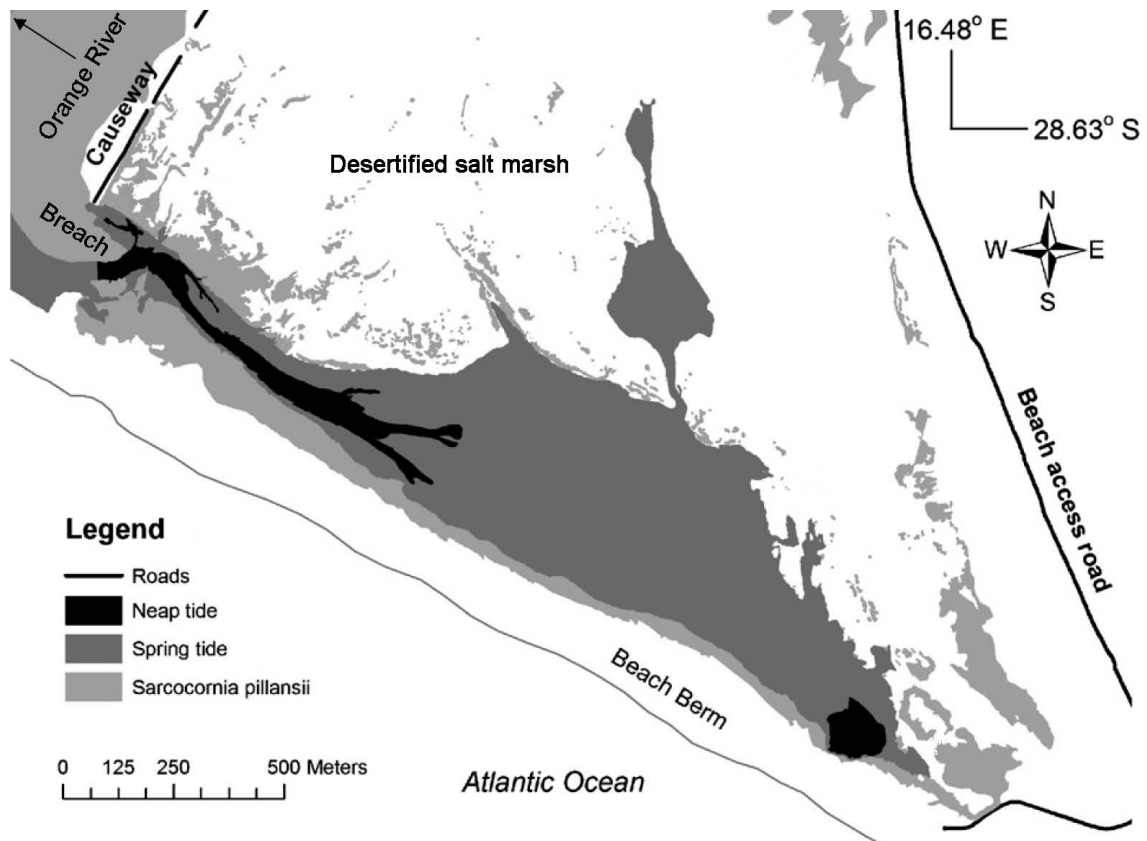 Orange River
Causeway
Breach
Desertified salt marsh
16.48° E
28.63° S
N
W E
S
Beach access road
Legend
Roads
Neap tide
Spring tide
Sarcocornia pillansii
0 125 250 500 Meters
Beach Berm
Atlantic Ocean